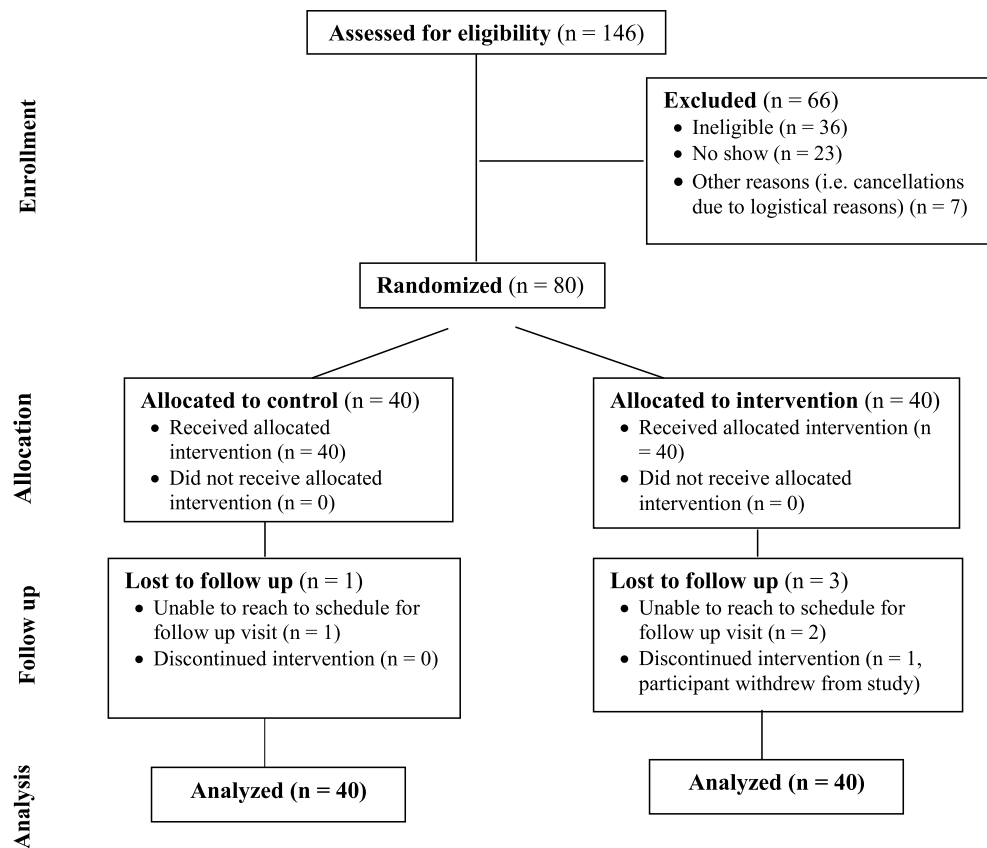 Assessed for eligibility (n = 146)
Enrollment
Excluded (n = 66)
• Ineligible (n = 36)
• No show (n = 23)
• Other reasons (i.e. cancellations
due to logistical reasons) (n = 7)
Randomized (n = 80)
Allocation
Allocated to control (n = 40)
• Received allocated
intervention (n = 40)
• Did not receive allocated
intervention (n = 0)
Allocated to intervention (n = 40)
• Received allocated intervention (n
= 40)
• Did not receive allocated
intervention (n = 0)
Follow up
Lost to follow up (n = 1)
• Unable to reach to schedule for
follow up visit (n = 1)
• Discontinued intervention (n = 0)
Lost to follow up (n = 3)
• Unable to reach to schedule for
follow up visit (n = 2)
• Discontinued intervention (n = 1,
participant withdrew from study)
Analysis
Analyzed (n = 40)
Analyzed (n = 40)